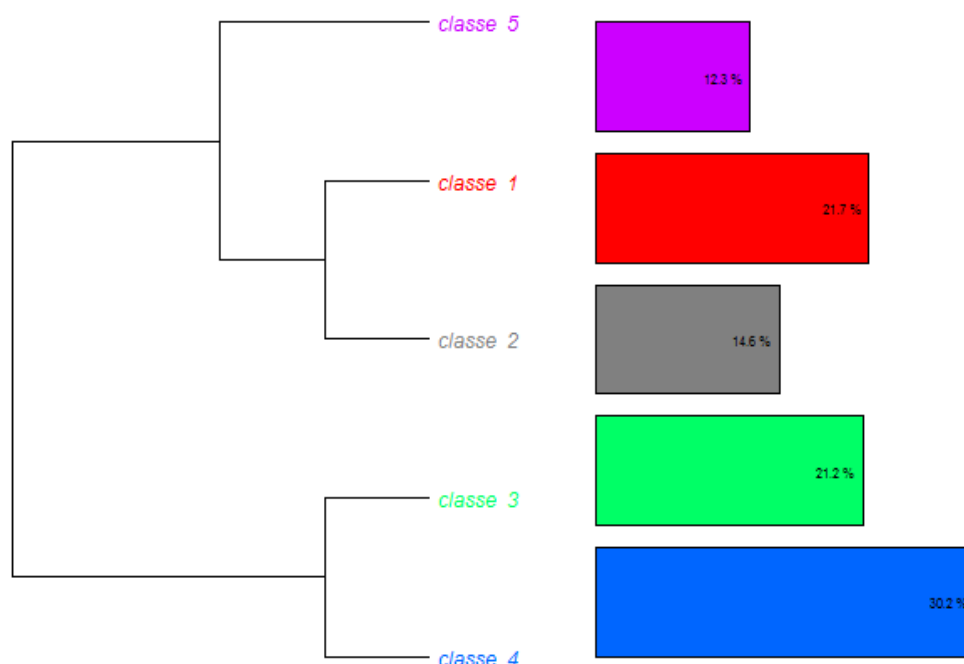 classe 5
12.3 %
classe 1
21.7 %
classe 2
14.6 %
classe 3
21.2 %
classe 4
30.2 %